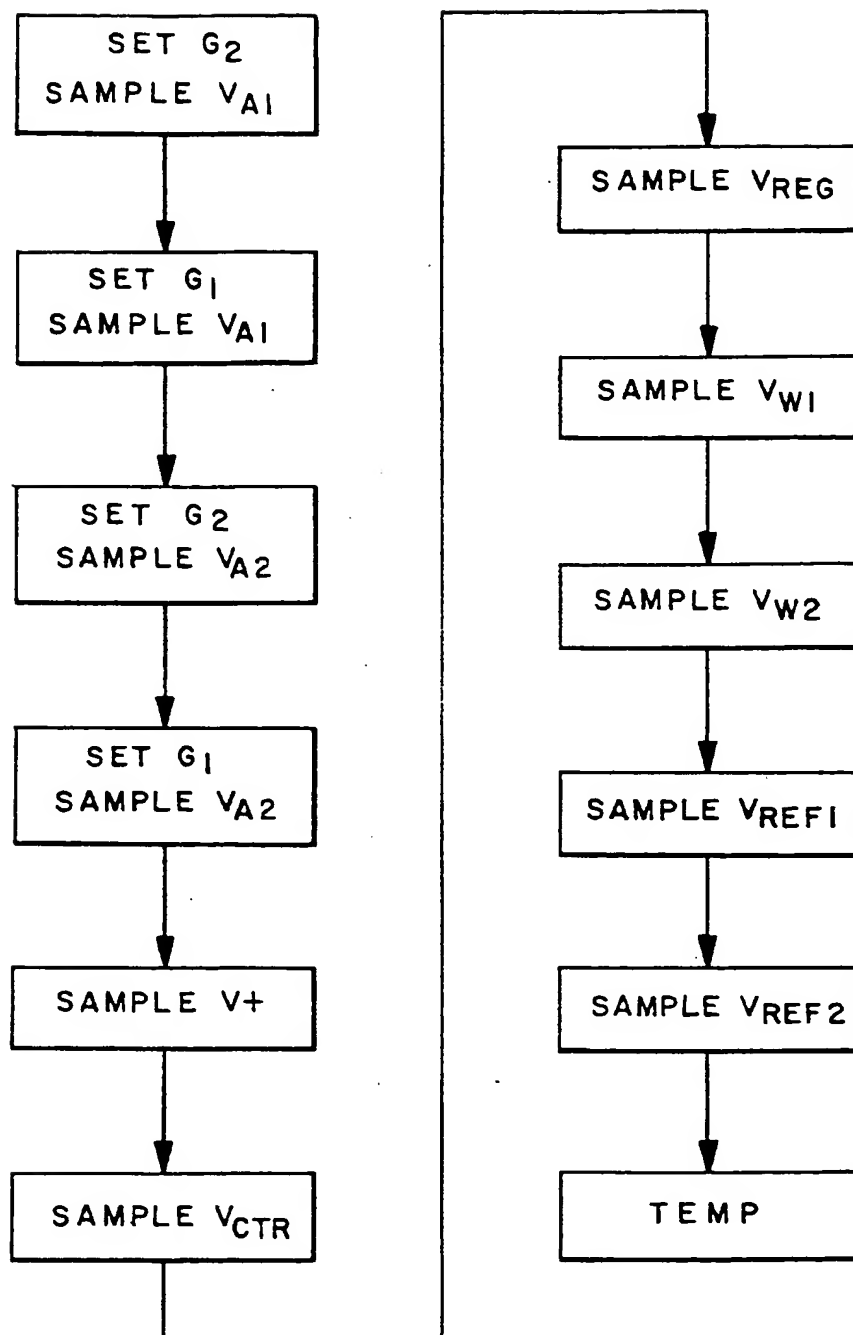 SET G2
SAMPLE VA1
SET G1
SAMPLE VA1
SET G2
SAMPLE VA2
SET G1
SAMPLE VA2
SAMPLE V+
SAMPLE VCTR
SAMPLE VREG
SAMPLE VW1
SAMPLE VW2
SAMPLE VREF1
SAMPLE VREF2
TEMP